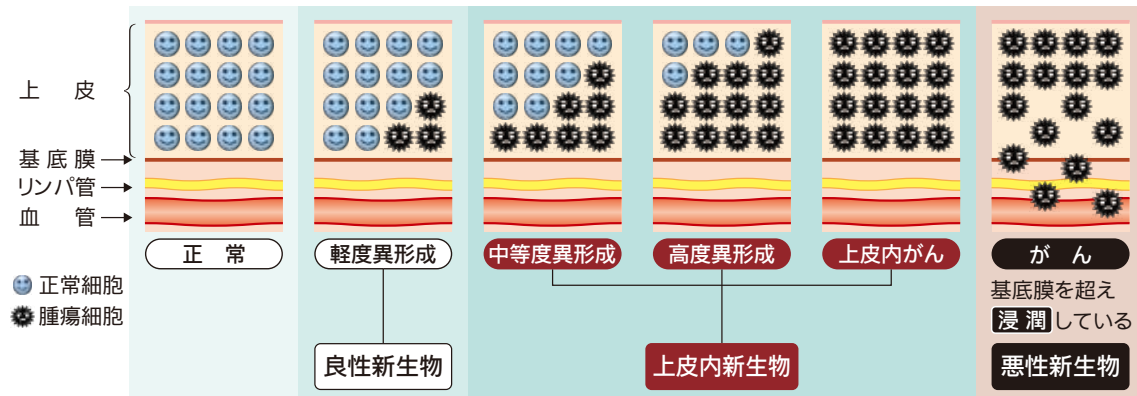 上皮
基底膜
リンパ管
血管
正常
軽度異形成
中等度異形成
高度異形成
上皮内がん
がん
正常細胞
腫瘍細胞
基底膜を超え
浸潤している
良性新生物
上皮内新生物
悪性新生物